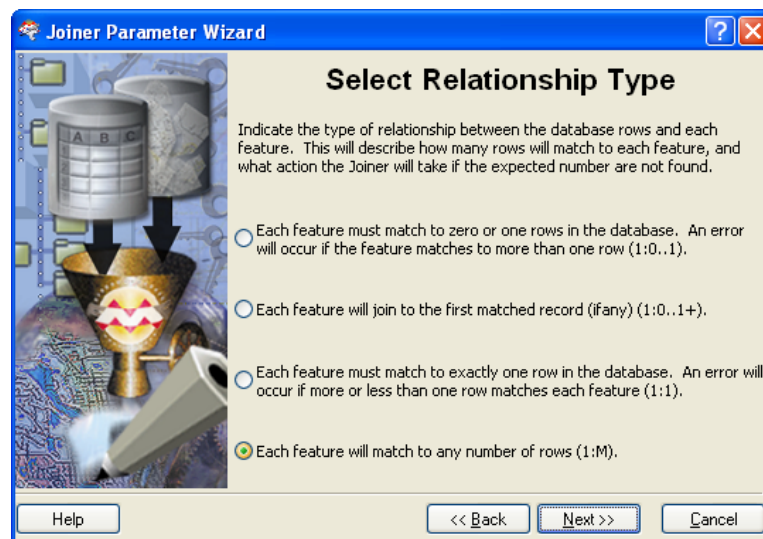 Joiner Parameter Wizard
Select Relationship Type
Indicate the type of relationship between the database rows and each
feature. This will describe how many rows will match to each feature, and
what action the Joiner will take if the expected number are not found.
Each feature must match to zero or one rows in the database. An error
will occur if the feature matches to more than one row (1:0..1).
Each feature will join to the first matched record (ifany) (1:0..1+).
Each feature must match to exactly one row in the database. An error will
occur if more or less than one row matches each feature (1:1).
Each feature will match to any number of rows (1:M).
A B C
Help
<< Back
Next >>
Cancel